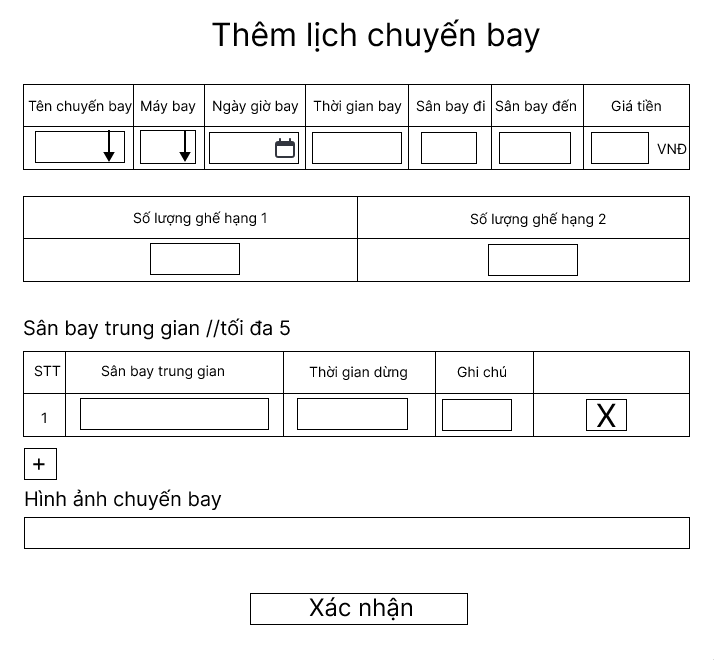 Thêm lịch chuyến bay
Tên chuyến bay Máy bay Ngày giờ bay Thời gian bay Sân bay đi Sân bay đến Giá tiền
VNĐ
Số lượng ghế hạng 1 Số lượng ghế hạng 2
Sân bay trung gian //tối đa 5
STT Sân bay trung gian Thời gian dừng Ghi chú
1 X
+
Hình ảnh chuyến bay
Xác nhận